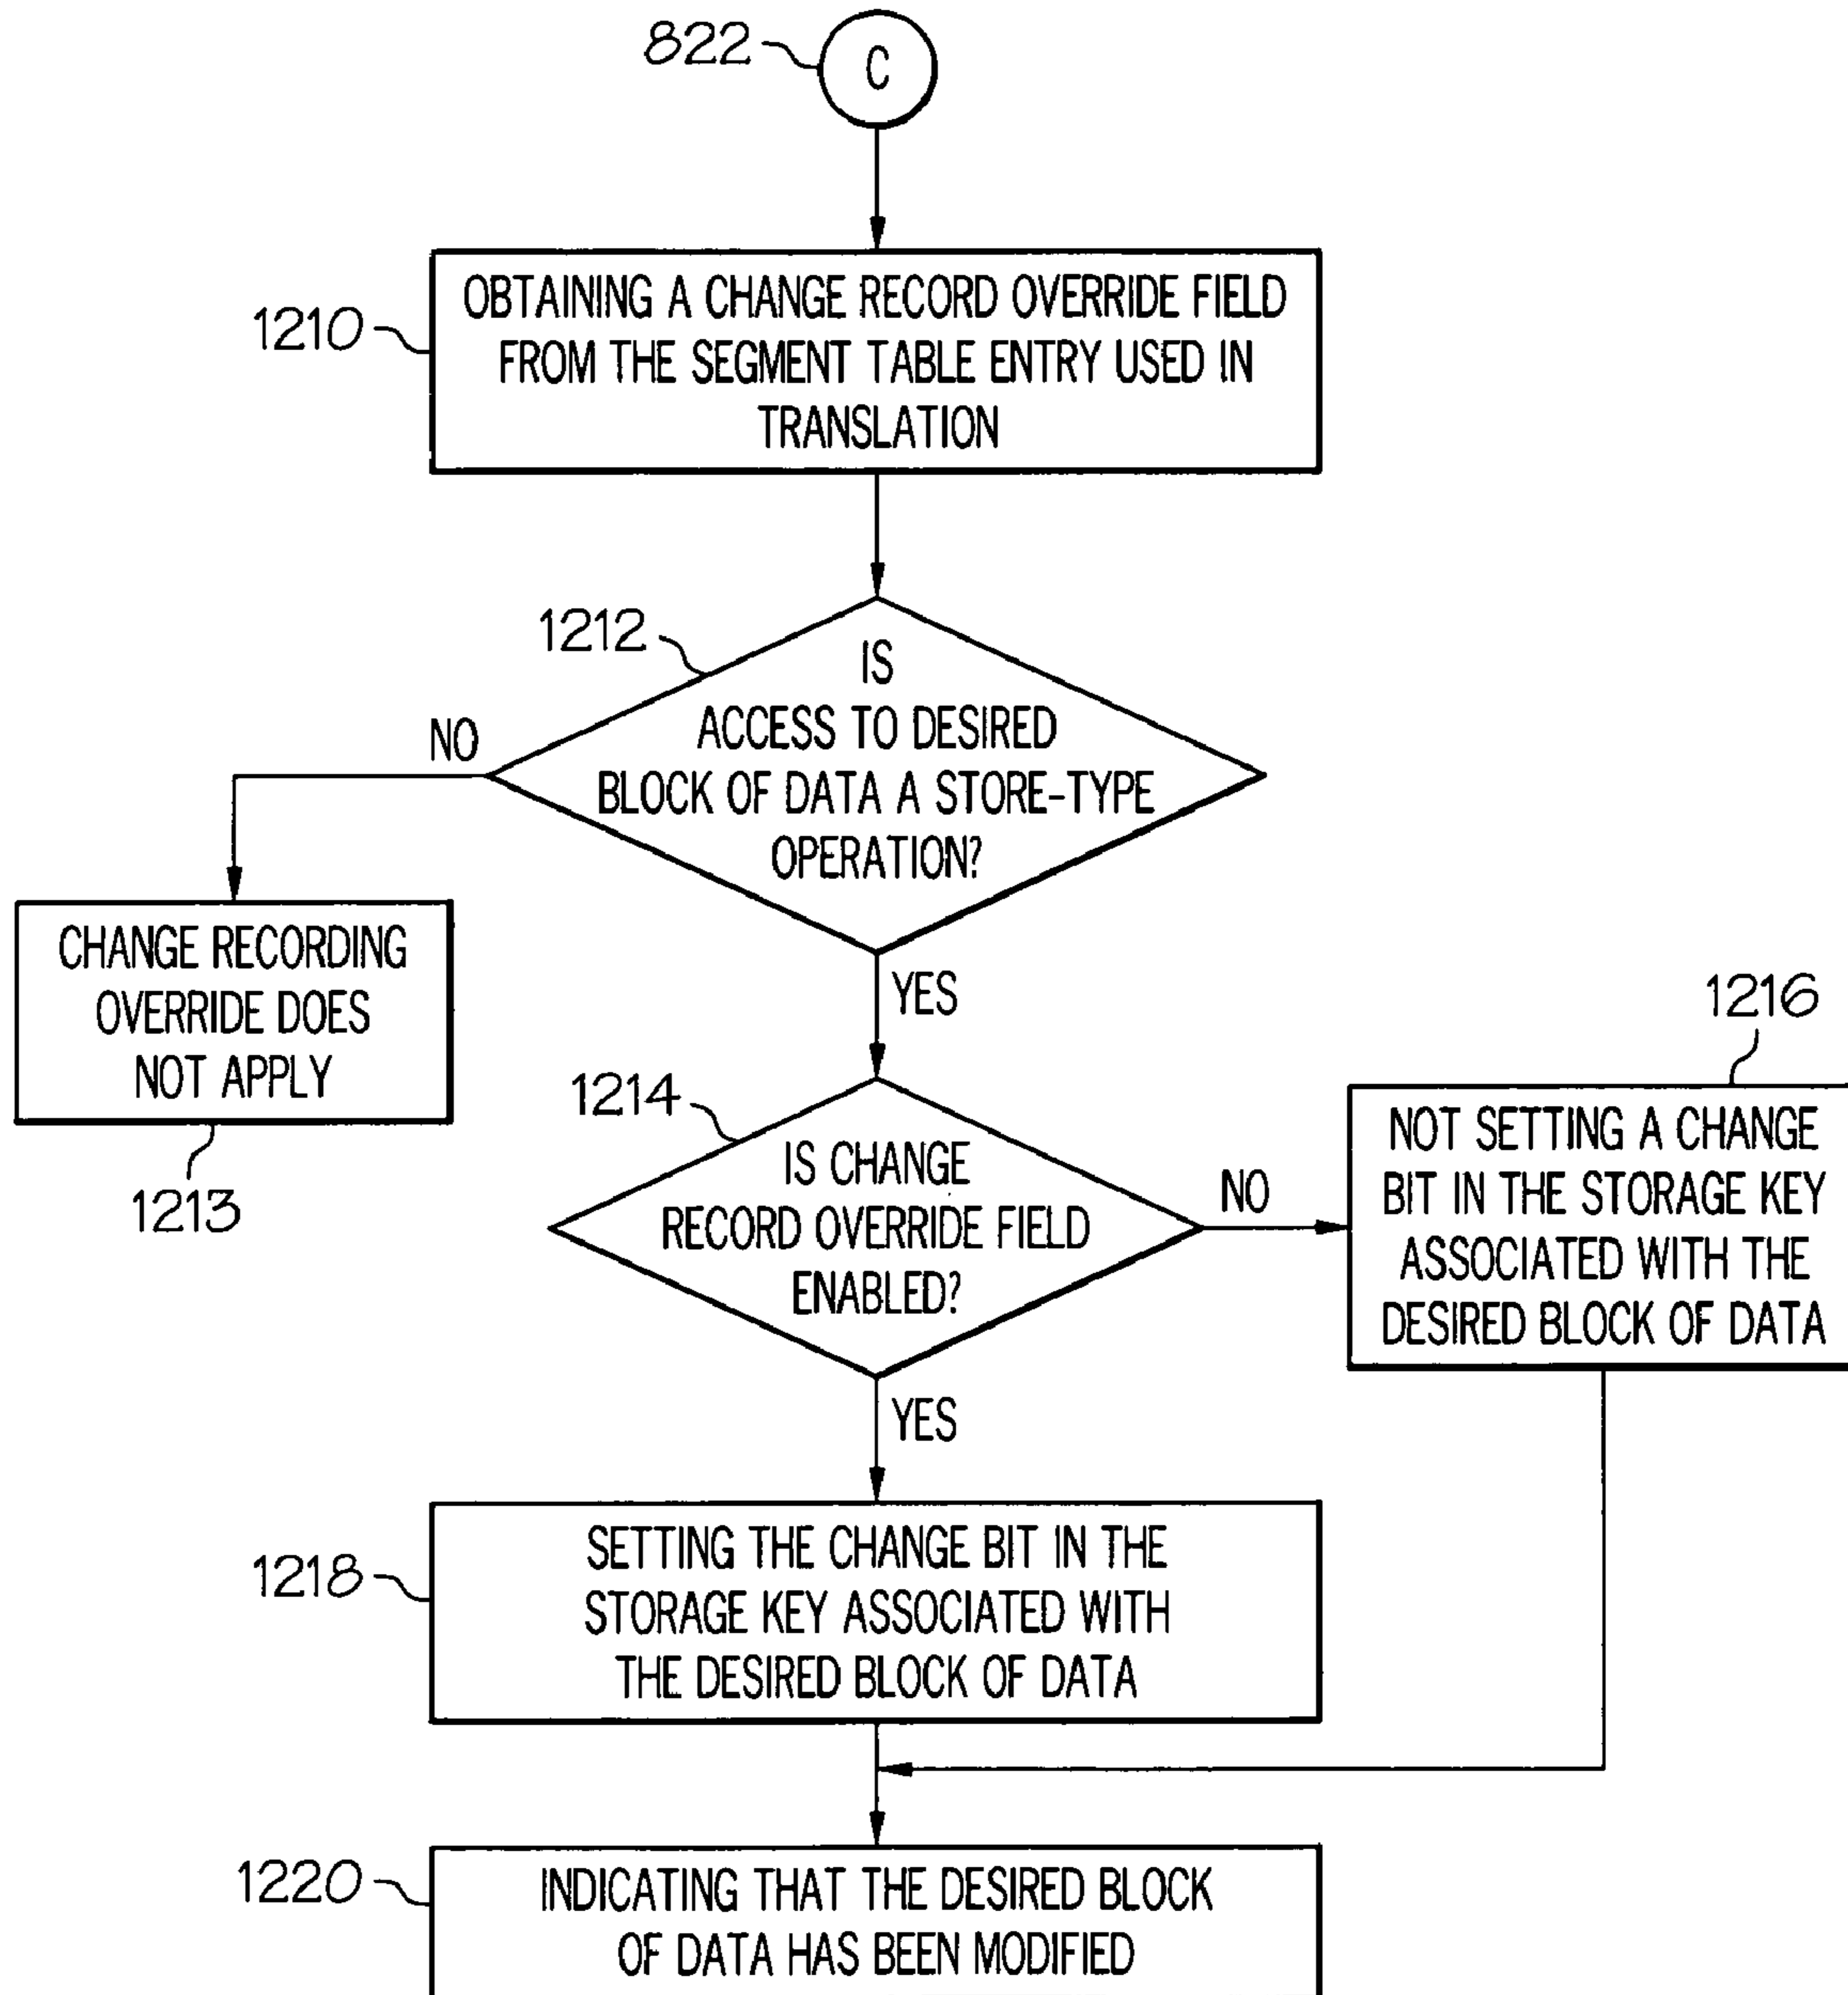 822
C
1210
OBTAINING A CHANGE RECORD OVERRIDE FIELD
FROM THE SEGMENT TABLE ENTRY USED IN
TRANSLATION
1212
IS
ACCESS TO DESIRED
BLOCK OF DATA A STORE-TYPE
OPERATION?
NO
CHANGE RECORDING
OVERRIDE DOES
NOT APPLY
1213
YES
1214
IS CHANGE
RECORD OVERRIDE FIELD
ENABLED?
NO
1216
NOT SETTING A CHANGE
BIT IN THE STORAGE KEY
ASSOCIATED WITH THE
DESIRED BLOCK OF DATA
YES
1218
SETTING THE CHANGE BIT IN THE
STORAGE KEY ASSOCIATED WITH
THE DESIRED BLOCK OF DATA
1220
INDICATING THAT THE DESIRED BLOCK
OF DATA HAS BEEN MODIFIED